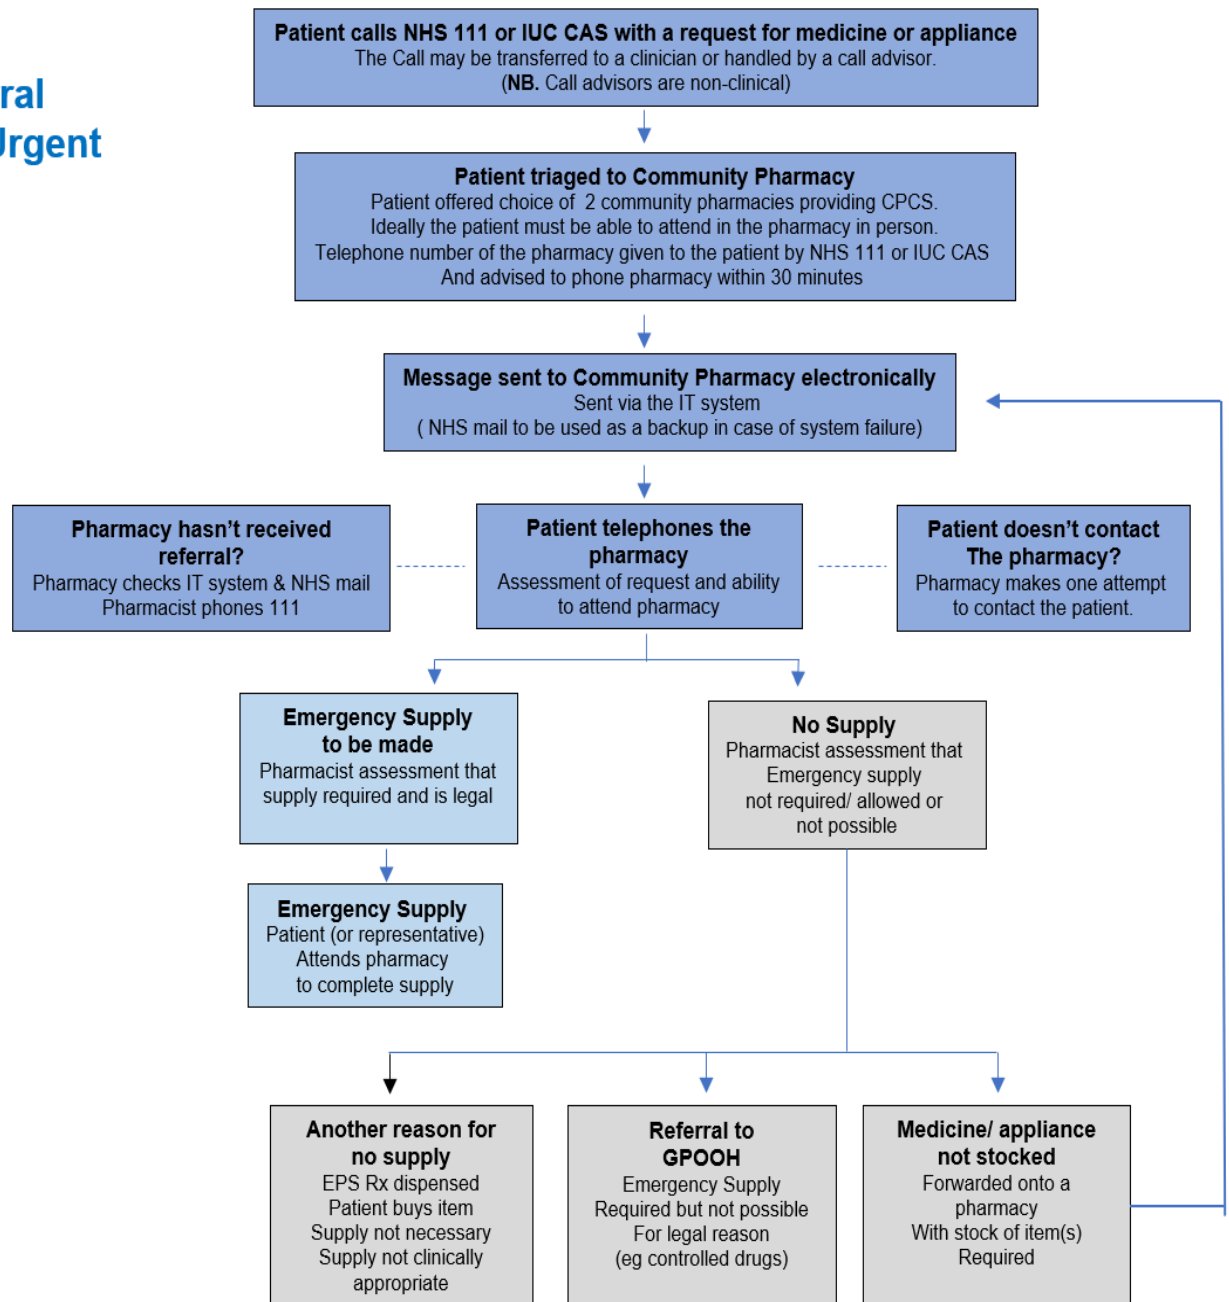 ral
Urgent
Patient calls NHS 111 or IUC CAS with a request for medicine or appliance
The Call may be transferred to a clinician or handled by a call advisor.
(NB. Call advisors are non-clinical)
Patient triaged to Community Pharmacy
Patient offered choice of 2 community pharmacies providing CPCS.
Ideally the patient must be able to attend in the pharmacy in person.
Telephone number of the pharmacy given to the patient by NHS 111 or IUC CAS
And advised to phone pharmacy within 30 minutes
Message sent to Community Pharmacy electronically
Sent via the IT system
( NHS mail to be used as a backup in case of system failure)
Pharmacy hasn't received
referral?
Pharmacy checks IT system & NHS mail
Pharmacist phones 111
Patient telephones the
pharmacy
Assessment of request and ability
to attend pharmacy
Patient doesn't contact
The pharmacy?
Pharmacy makes one attempt
to contact the patient.
Emergency Supply
to be made
Pharmacist assessment that
supply required and is legal
No Supply
Pharmacist assessment that
Emergency supply
not required/ allowed or
not possible
Emergency Supply
Patient (or representative)
Attends pharmacy
to complete supply
Another reason for
no supply
EPS Rx dispensed
Patient buys item
Supply not necessary
Supply not clinically
appropriate
Referral to
GPOOH
Emergency Supply
Required but not possible
For legal reason
(eg controlled drugs)
Medicine/ appliance
not stocked
Forwarded onto a
pharmacy
With stock of item(s)
Required